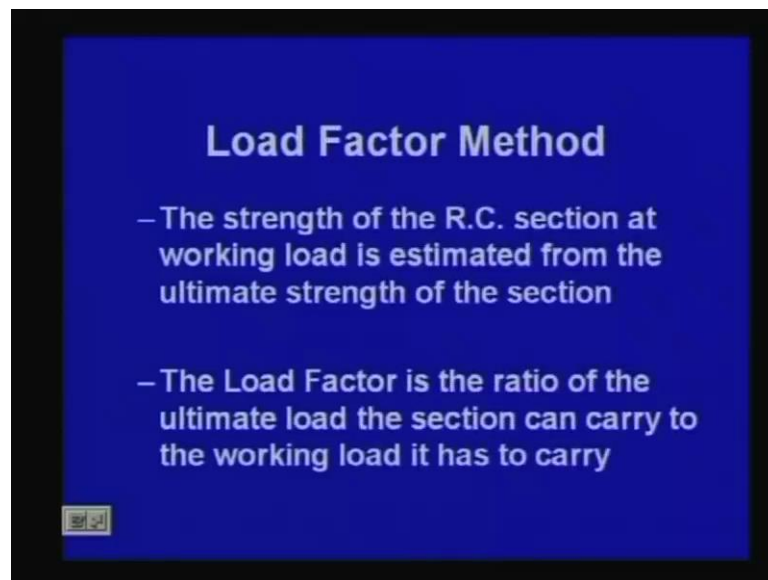 Load Factor Method
– The strength of the R.C. section at
working load is estimated from the
ultimate strength of the section
– The Load Factor is the ratio of the
ultimate load the section can carry to
the working load it has to carry